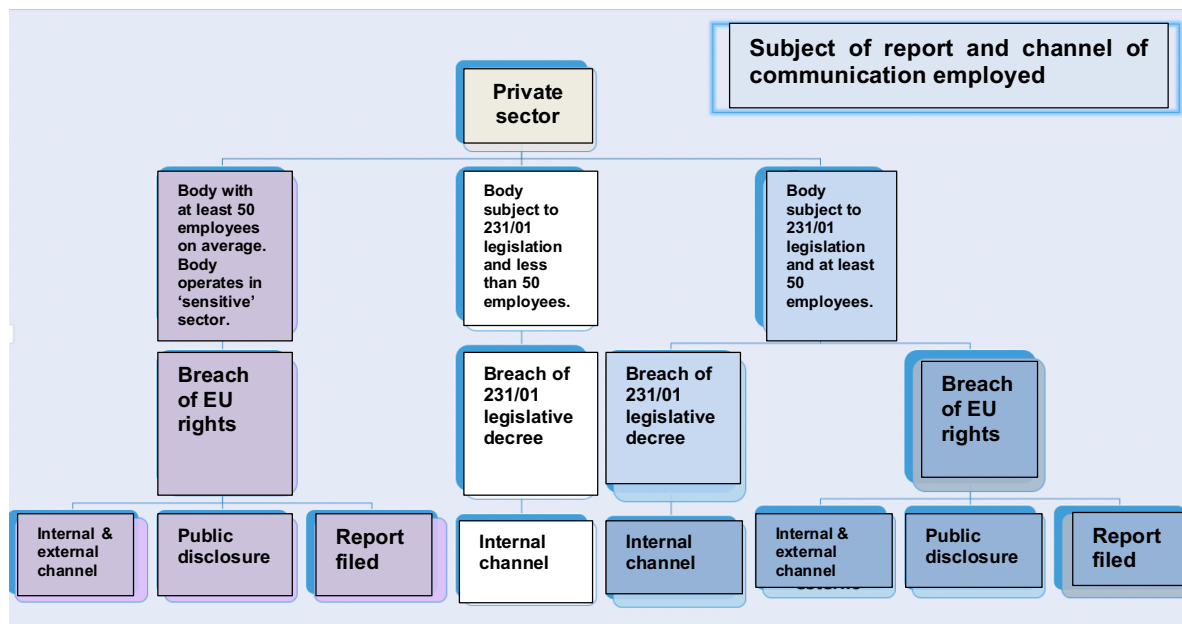 Subject of report and channel of
communication employed
Private
sector
Body with
at least 50
employees
on average.
Body
operates in
‘sensitive’
sector.
Body
subject to
231/01
legislation
and less
than 50
employees.
Body
subject to
231/01
legislation
and at least
50
employees.
Breach
of EU
rights
Breach of
231/01
legislative
decree
Breach of
231/01
legislative
decree
Breach
of EU
rights
Internal &
external
channel
Public
disclosure
Report
filed
Internal
channel
Internal
channel
Internal &
external
channel
Public
disclosure
Report
filed